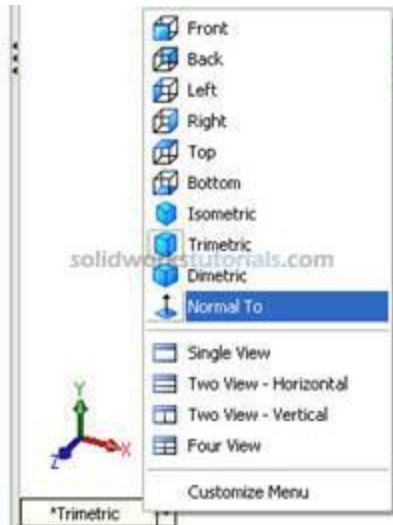 Front
Back
Left
Right
Top
Bottom
Isometric
Trimetric
solidworkstutorials.com
Dimetric
Normal To
Single View
Two View - Horizontal
Two View - Vertical
Four View
Y
X
Z
Customize Menu
*Trimetric